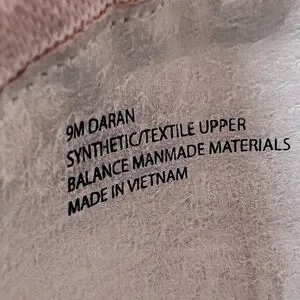 9M DARAN
SYNTHETIC/TEXTILE UPPER
BALANCE MANMADE MATERIALS
MADE IN VIETNAM